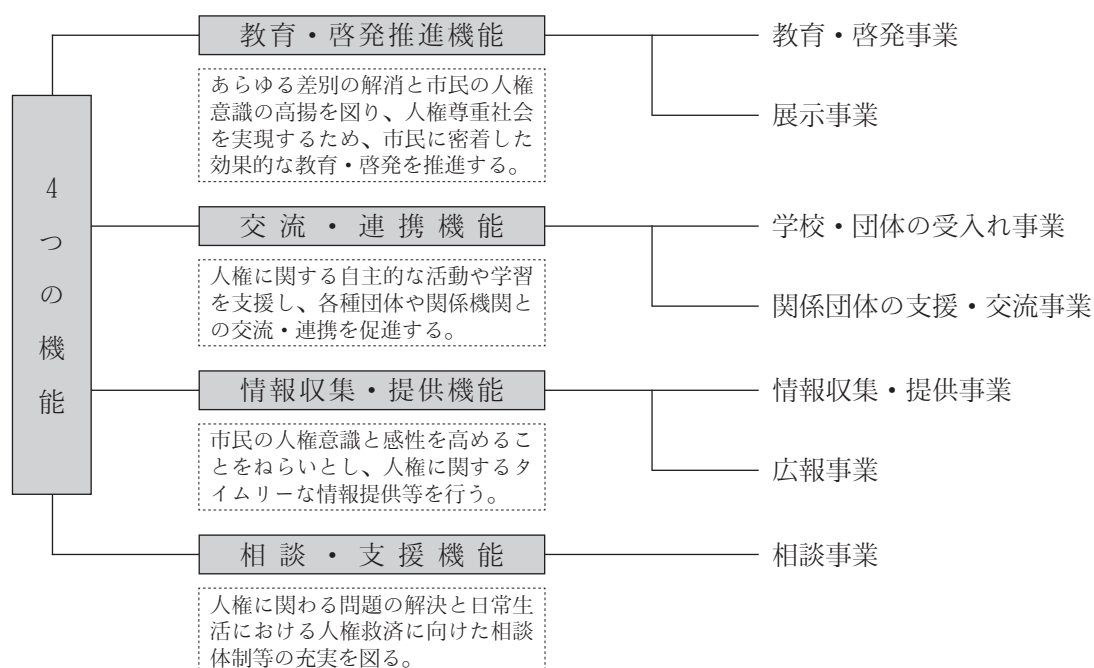 4つの機能
教育・啓発推進機能
あらゆる差別の解消と市民の人権
意識の高揚を図り、人権尊重社会
を実現するため、市民に密着した
効果的な教育・啓発を推進する。
教育・啓発事業
展示事業
交流・連携機能
人権に関する自主的な活動や学習
を支援し、各種団体や関係機関と
の交流・連携を促進する。
学校・団体の受入れ事業
関係団体の支援・交流事業
情報収集・提供機能
市民の人権意識と感性を高めるこ
とをねらいとし、人権に関するタ
イムリーな情報提供等を行う。
情報収集・提供事業
広報事業
相談・支援機能
人権に関わる問題の解決と日常生
活における人権救済に向けた相談
体制等の充実を図る。
相談事業